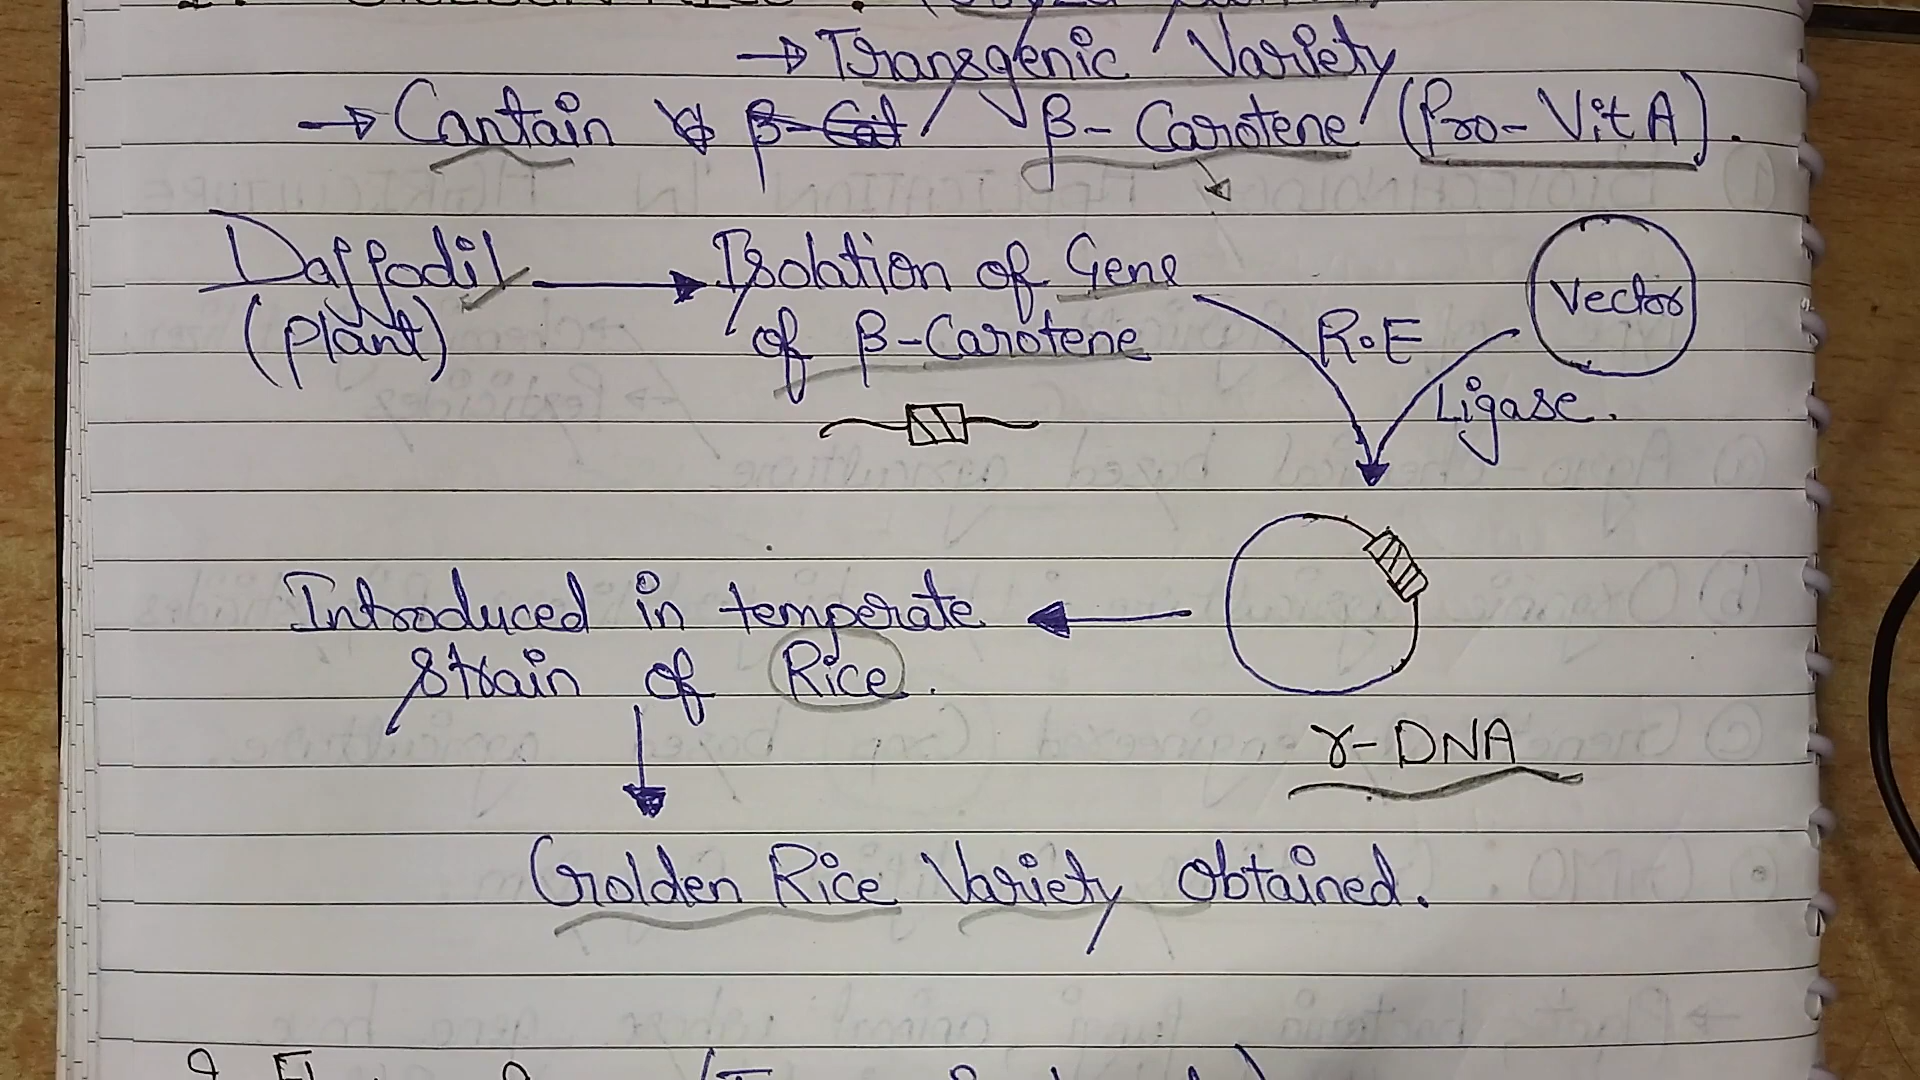 → Transgenic Variety
→ Contain β-Carotene (Pro-Vit A).
Daffodil → Isolation of Gene
(plant) of β-Carotene
R.E
Vector
Ligase.
Introduced in temperate
strain of Rice.
r-DNA
Golden Rice Variety Obtained.